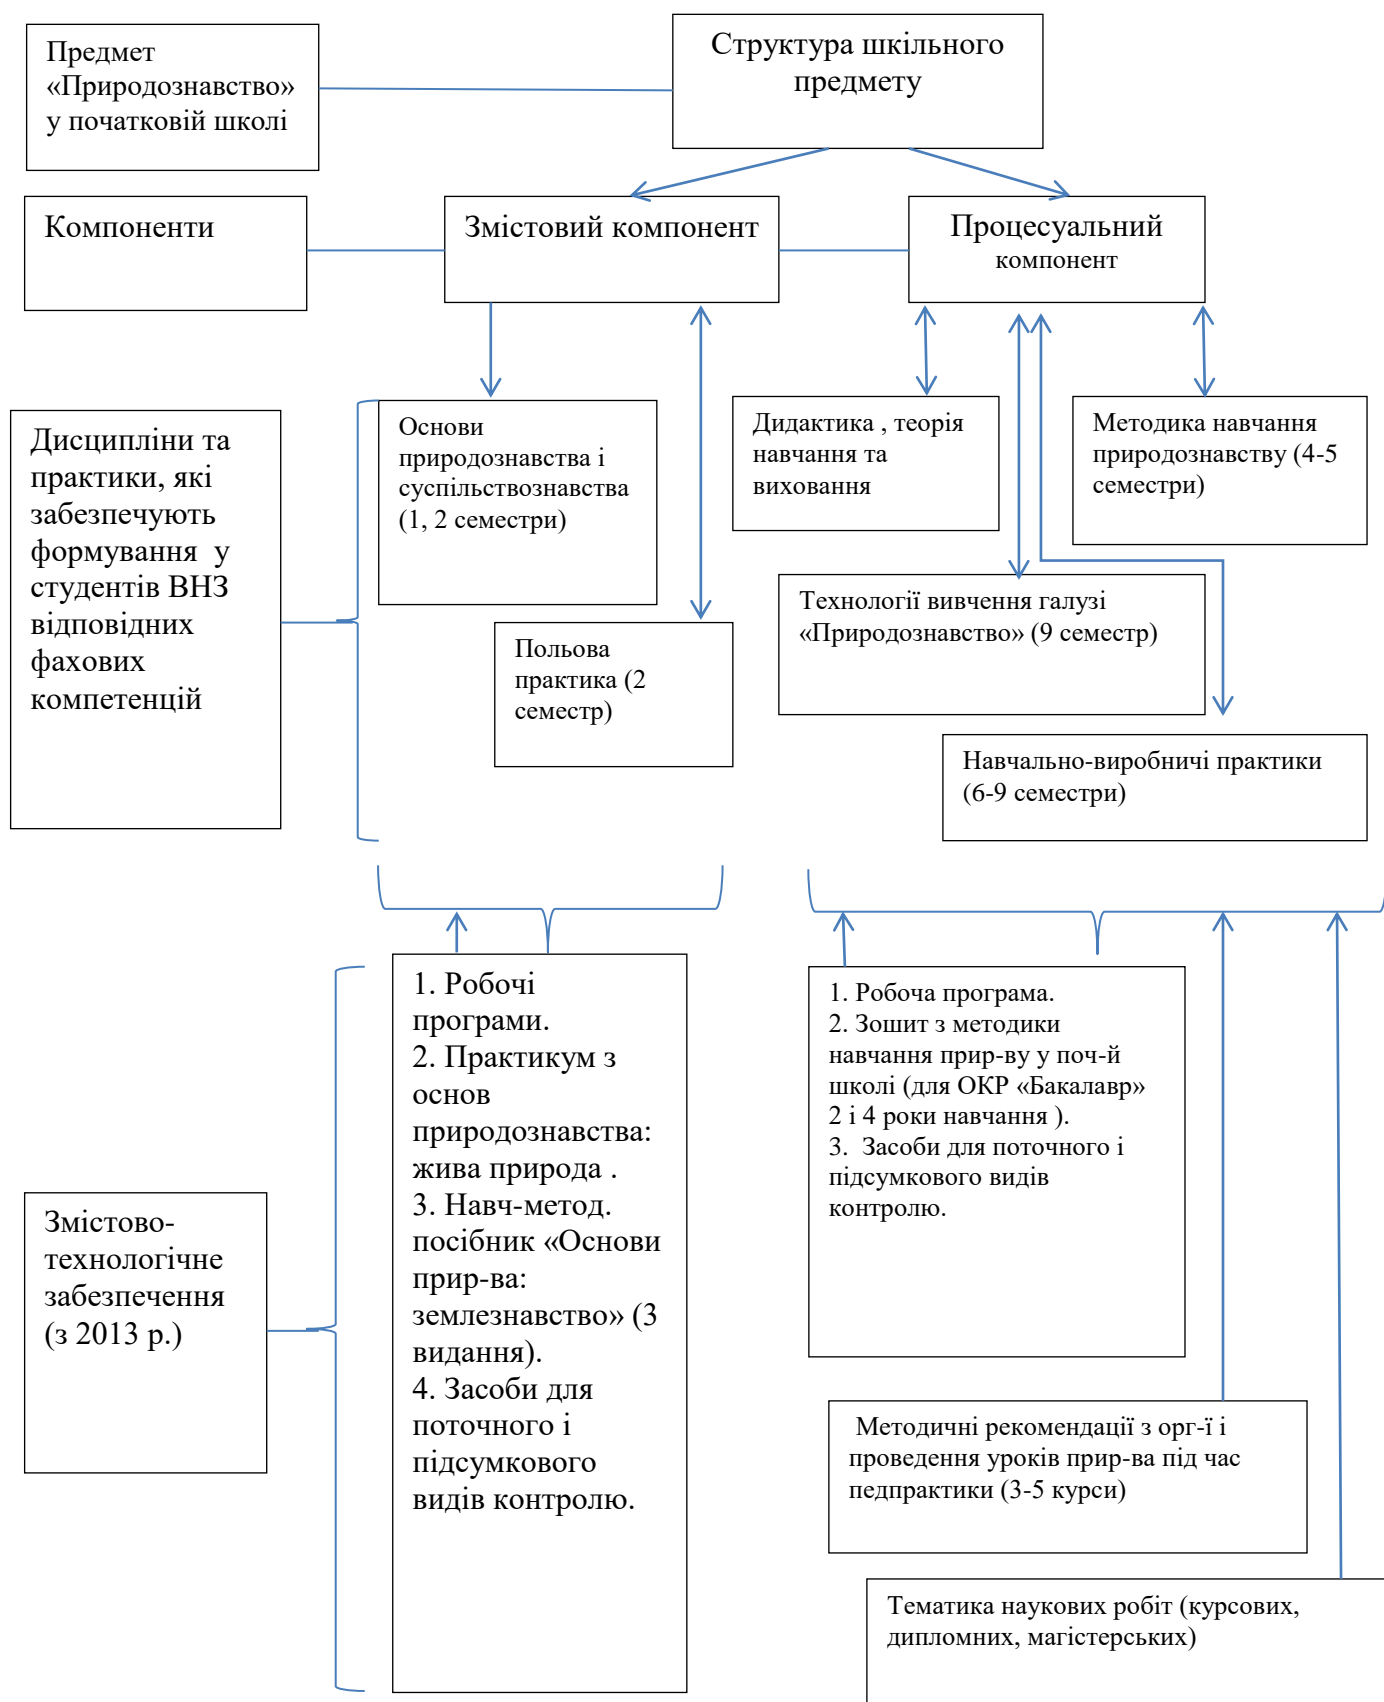 Предмет
«Природознавство»
у початковій школі
Структура шкільного
предмету
Компоненти
Змістовий компонент
Процесуальний
компонент
Дисципліни та
практики, які
забезпечують
формування  у
студентів ВНЗ
відповідних
фахових
компетенцій
Основи
природознавства і
суспільствознавства
(1, 2 семестри)
Дидактика , теорія
навчання та
виховання
Методика навчання
природознавству (4-5
семестри)
Технології вивчення галузі
«Природознавство» (9 семестр)
Польова
практика (2
семестр)
Навчально-виробничі практики
(6-9 семестри)
Змістово-
технологічне
забезпечення
(з 2013 р.)
1. Робочі
програми.
2. Практикум з
основ
природознавства:
жива природа .
3. Навч-метод.
посібник «Основи
прир-ва:
землезнавство» (3
видання).
4. Засоби для
поточного і
підсумкового
видів контролю.
1. Робоча програма.
2. Зошит з методики
навчання прир-ву у поч-й
школі (для ОКР «Бакалавр»
2 і 4 роки навчання ).
3.  Засоби для поточного і
підсумкового видів
контролю.
Методичні рекомендації з орг-ї і
проведення уроків прир-ва під час
педпрактики (3-5 курси)
Тематика наукових робіт (курсових,
дипломних, магістерських)